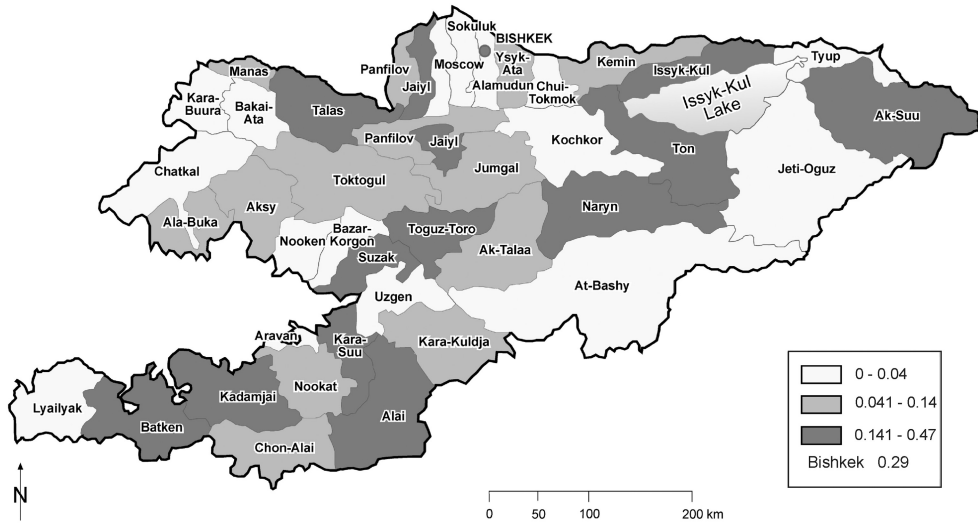 Sokuluk
BISHKEK
Panfilov
Moscow
Ysyk-
Ata
Kemin
Issyk-Kul
Tyup
Manas
Jaiyl
Alamudun
Chui-
Tokmok
Issyk-Kul
Lake
Kara-
Buura
Bakai-
Ata
Talas
Ak-Suu
Panfilov
Jaiyl
Kochkor
Ton
Chatkal
Toktogul
Jumgal
Jeti-Oguz
Ala-Buka
Aksy
Naryn
Bazar-
Korgon
Nooken
Toguz-Toro
Suzak
Ak-Talaa
At-Bashy
Uzgen
Aravan
Kara-
Suu
Kara-Kuldja
Lyailyak
Batken
Kadamjai
Nookat
Alai
Chon-Alai
0 - 0.04
0.041 - 0.14
0.141 - 0.47
Bishkek 0.29
N
0 50 100 200 km